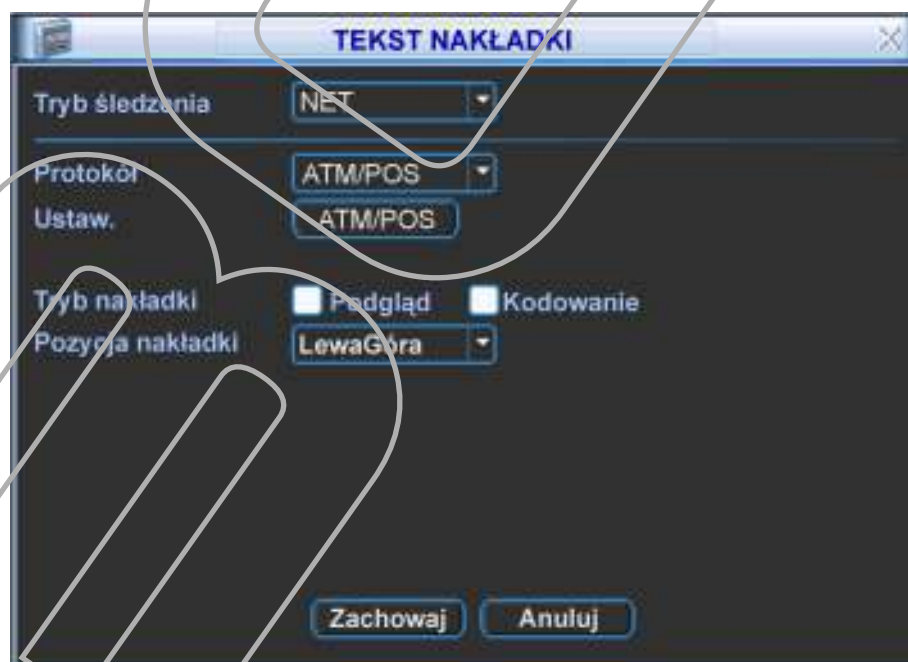 TEKST NAKŁADKI
Tryb śledzenia NET
Protokół ATM/POS
Ustaw. ATM/POS
Tryb nakładki Podgląd Kodowanie
Pozycja nakładki LewaGóra
Zachowaj Anuluj